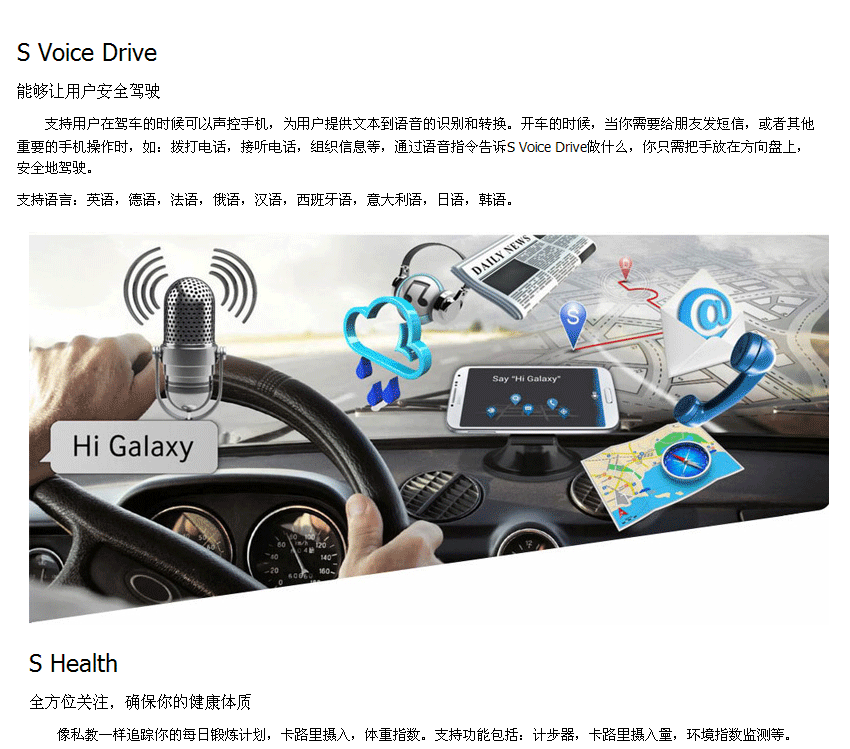 S Voice Drive
能够让用户安全驾驶
支持用户在驾车的时候可以声控手机，为用户提供文本到语音的识别和转换。开车的时候，当你需要给朋友发短信，或者其他
重要的手机操作时，如：拨打电话，接听电话，组织信息等，通过语音指令告诉S Voice Drive做什么，你只需把手放在方向盘上，
安全地驾驶。
支持语言：英语，德语，法语，俄语，汉语，西班牙语，意大利语，日语，韩语。
DAILY NEWS
D
S
@
Say "Hi Galaxy"
Hi Galaxy
S Health
全方位关注，确保你的健康体质
像私教一样追踪你的每日锻炼计划，卡路里摄入，体重指数。支持功能包括：计步器，卡路里摄入量，环境指数监测等。